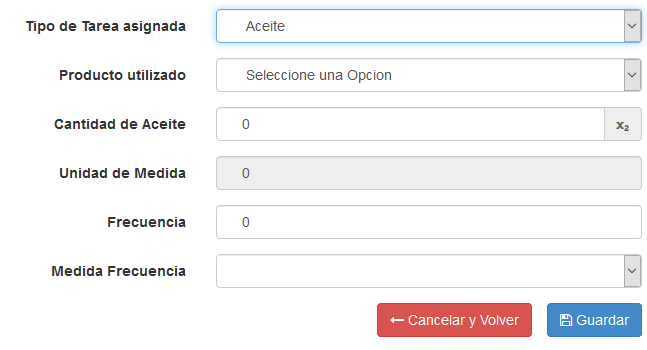 Tipo de Tarea asignada Aceite
Producto utilizado Seleccione una Opcion
Cantidad de Aceite 0 x₂
Unidad de Medida 0
Frecuencia 0
Medida Frecuencia
Cancelar y Volver Guardar